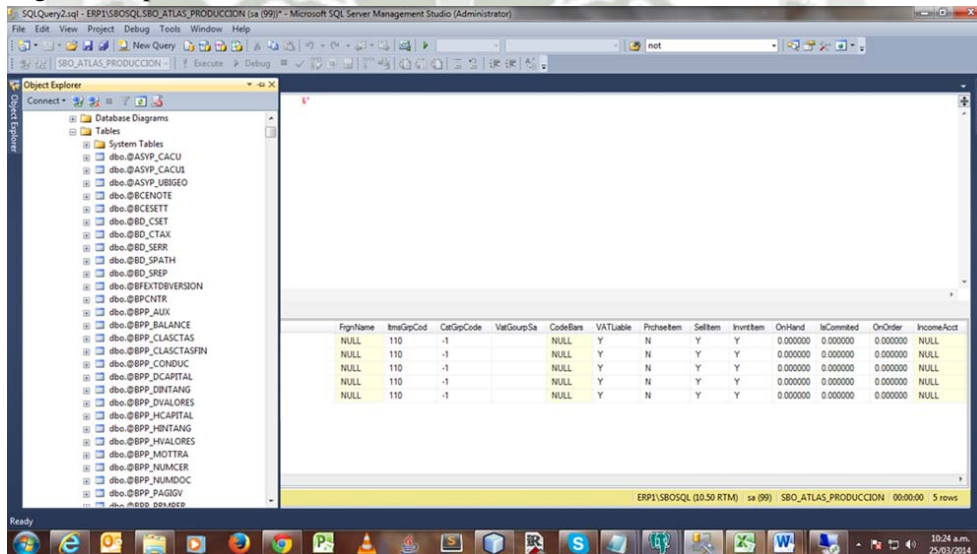 SQLQuery2.sql - ERP1\SBOSQL.SBO_ATLAS_PRODUCCION (sa (99))* - Microsoft SQL Server Management Studio (Administrator)
File Edit View Project Debug Tools Window Help
New Query not
SBO_ATLAS_PRODUCCION Execute Debug
Object Explorer
Connect
Object Explorer
6'
Database Diagrams
Tables
System Tables
dbo.@ASYP_CACU
dbo.@ASYP_CACU1
dbo.@ASYP_UBIGEO
dbo.@BCENOTE
dbo.@BCESETT
dbo.@BD_CSET
dbo.@BD_CTAX
dbo.@BD_SERR
dbo.@BD_SPATH
dbo.@BD_SREP
dbo.@BFEXTDBVERSION
dbo.@BPCNTR
dbo.@BPP_AUX
dbo.@BPP_BALANCE
dbo.@BPP_CLASCTAS
dbo.@BPP_CLASCTASFIN
dbo.@BPP_CONDUC
dbo.@BPP_DCAPITAL
dbo.@BPP_DINTANG
dbo.@BPP_DVALORES
dbo.@BPP_HCAPITAL
dbo.@BPP_HINTANG
dbo.@BPP_HVALORES
dbo.@BPP_MOTTRA
dbo.@BPP_NUMCER
dbo.@BPP_NUMDOC
dbo.@BPP_PAGIGV
FrgnName ItmsGrpCod CstGrpCode VatGourpSa CodeBars VATLiable PrchseItem SellItem InvntItem OnHand IsCommited OnOrder IncomeAcct
NULL 110 -1 NULL Y N Y Y 0.000000 0.000000 0.000000 NULL
NULL 110 -1 NULL Y N Y Y 0.000000 0.000000 0.000000 NULL
NULL 110 -1 NULL Y N Y Y 0.000000 0.000000 0.000000 NULL
NULL 110 -1 NULL Y N Y Y 0.000000 0.000000 0.000000 NULL
NULL 110 -1 NULL Y N Y Y 0.000000 0.000000 0.000000 NULL
ERP1\SBOSQL (10.50 RTM) sa (99) SBO_ATLAS_PRODUCCION 00:00:00 5 rows
Ready
10:24 a.m.